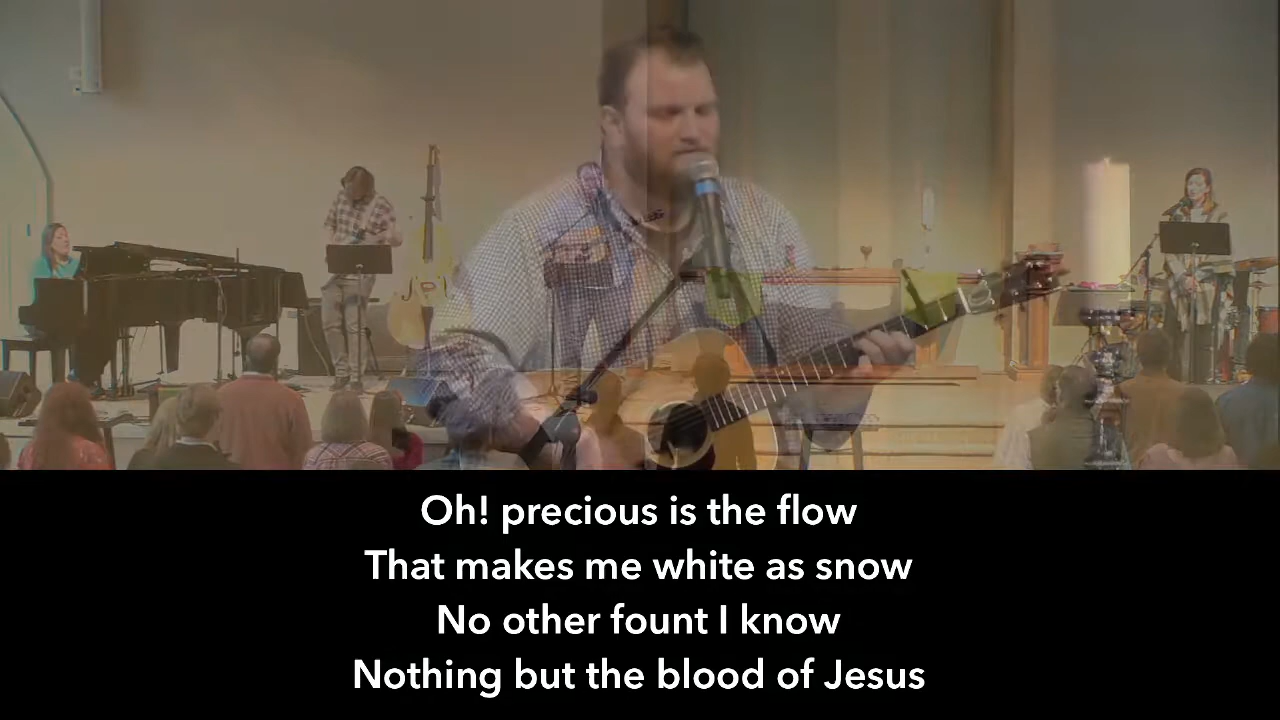 Oh! precious is the flow
That makes me white as snow
No other fount I know
Nothing but the blood of Jesus